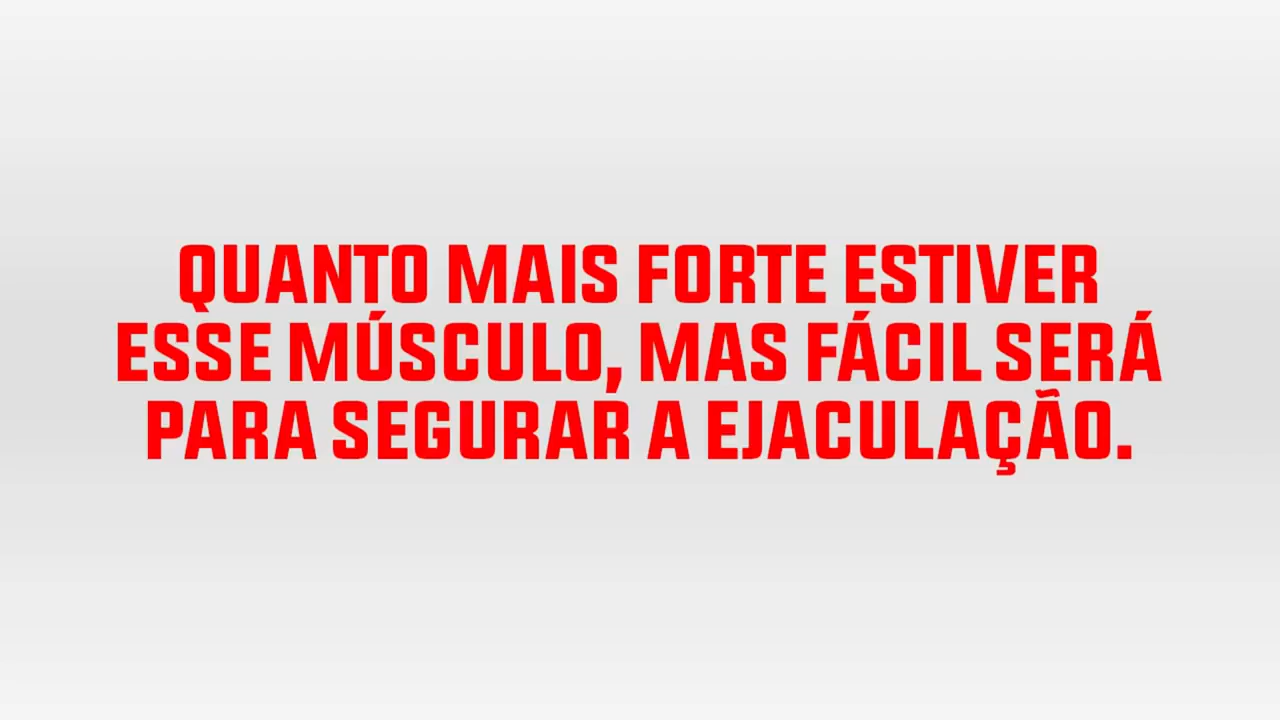 QUANTO MAIS FORTE ESTIVER
ESSE MÚSCULO, MAS FÁCIL SERÁ
PARA SEGURAR A EJACULAÇÃO.